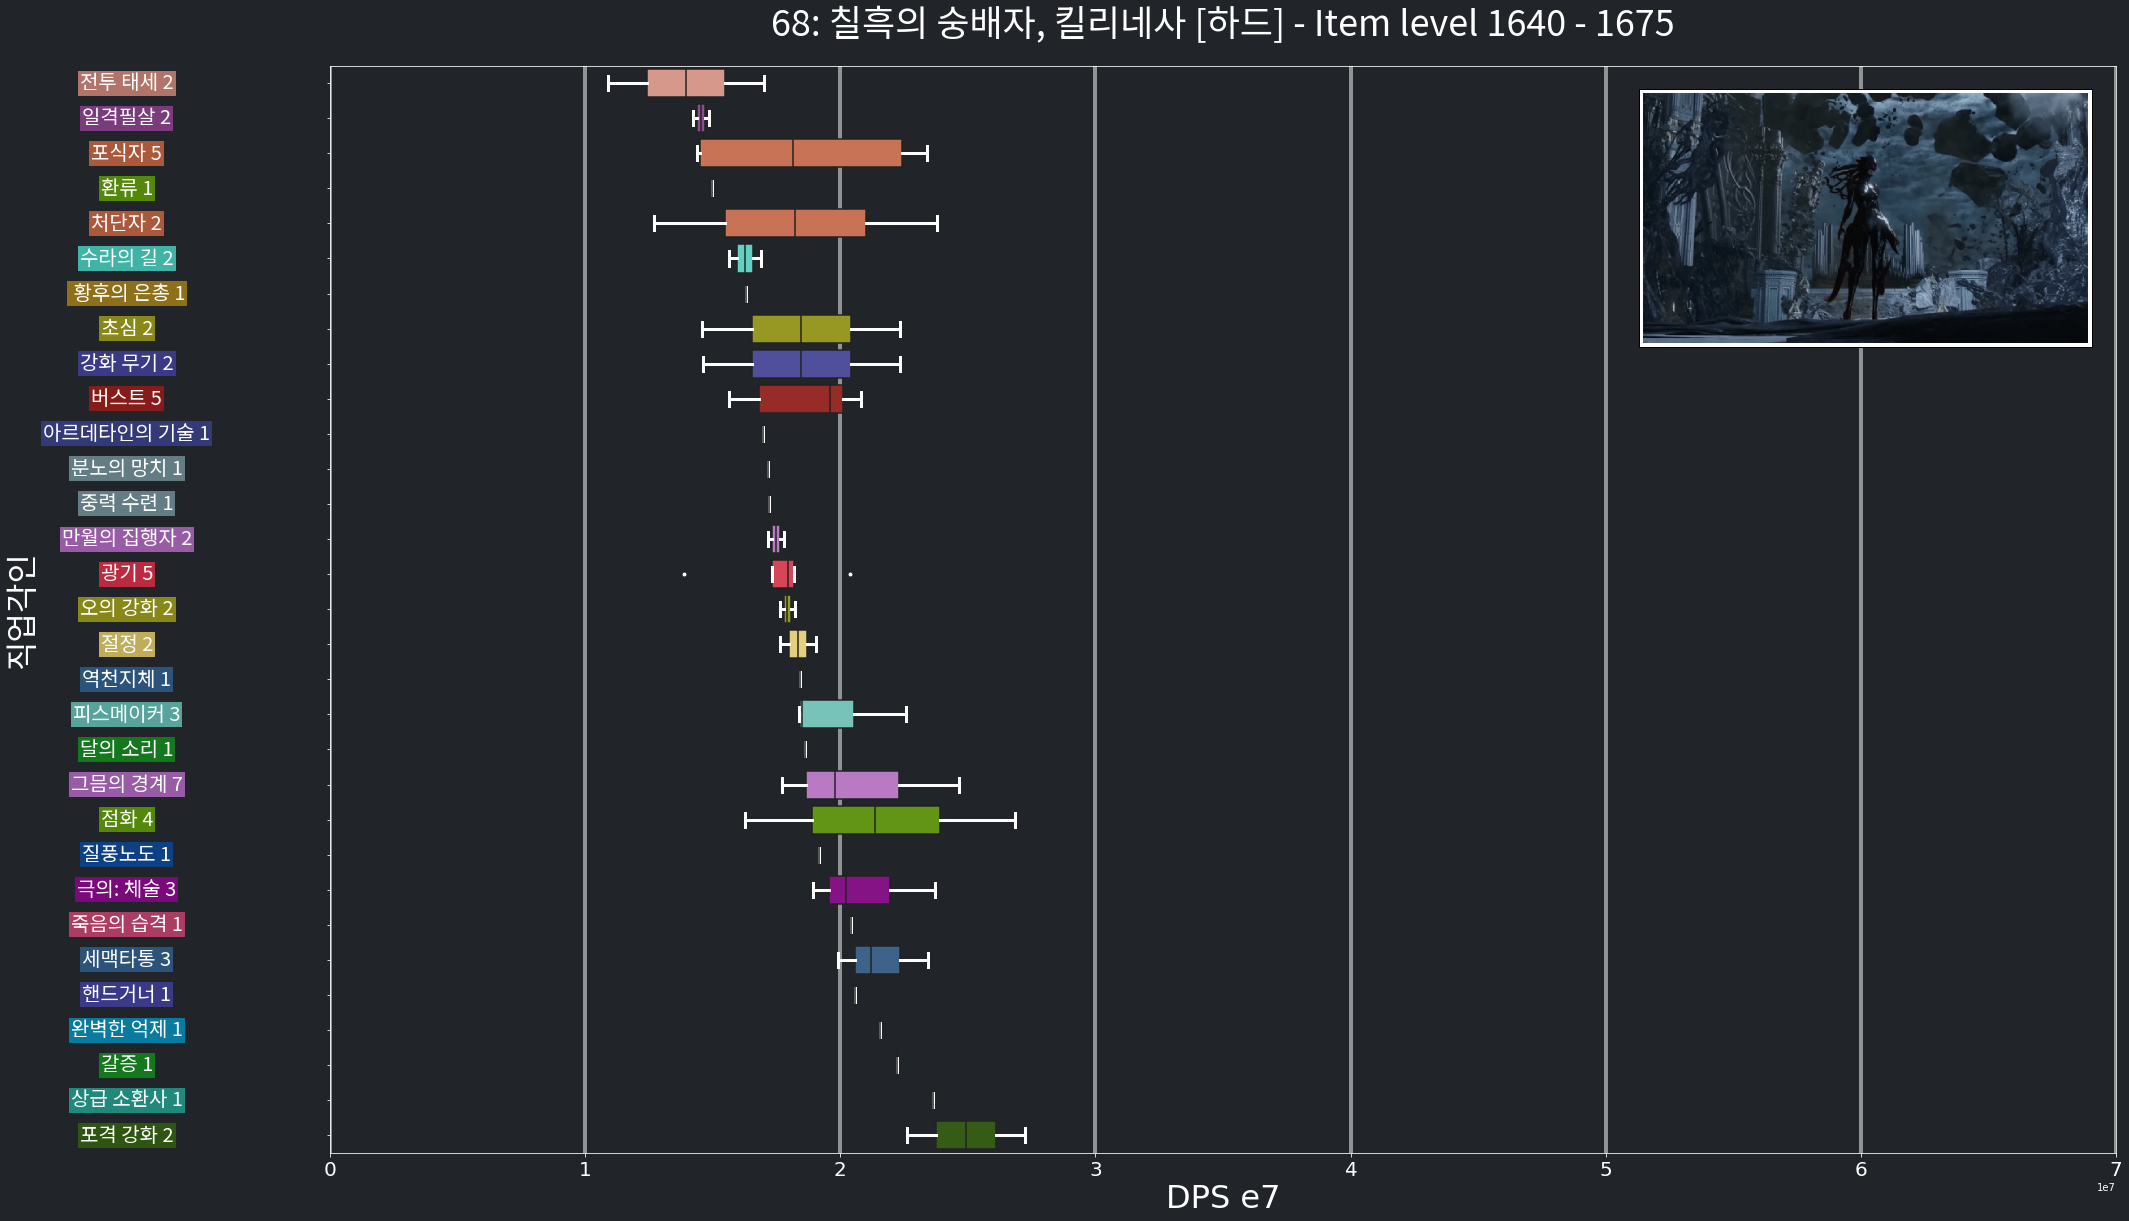 68: 칠흑의 숭배자, 킬리네사 [하드] - Item level 1640 - 1675
전투 태세 2
일격필살 2
포식자 5
환류 1
처단자 2
수라의 길 2
황후의 은총 1
초심 2
강화 무기 2
버스트 5
아르데타인의 기술 1
분노의 망치 1
중력 수련 1
만월의 집행자 2
광기 5
오의 강화 2
절정 2
역천지체 1
피스메이커 3
달의 소리 1
그믐의 경계 7
점화 4
질풍노도 1
극의: 체술 3
죽음의 습격 1
세맥타통 3
핸드거너 1
완벽한 억제 1
갈증 1
상급 소환사 1
포격 강화 2
직업각인
0 1 2 3 4 5 6 7
1e7
DPS e7